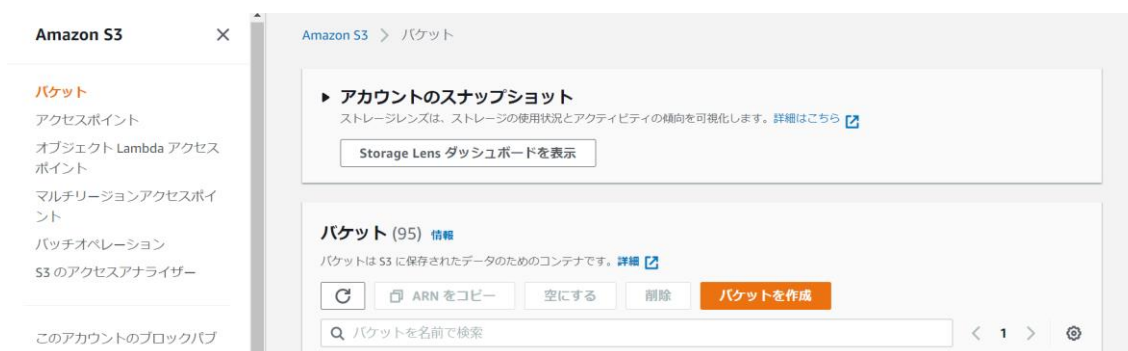 Amazon S3
バケット
アクセスポイント
オブジェクト Lambda アクセス
ポイント
マルチリージョンアクセスポイ
ント
バッチオペレーション
S3 のアクセスアナライザー
このアカウントのブロックパブ
Amazon S3 > バケット
アカウントのスナップショット
ストレージレンズは、ストレージの使用状況とアクティビティの傾向を可視化します。詳細はこちら
Storage Lens ダッシュボードを表示
バケット (95) 情報
バケットは S3 に保存されたデータのためのコンテナです。詳細
ARN をコピー 空にする 削除 バケットを作成
バケットを名前で検索 < 1 >